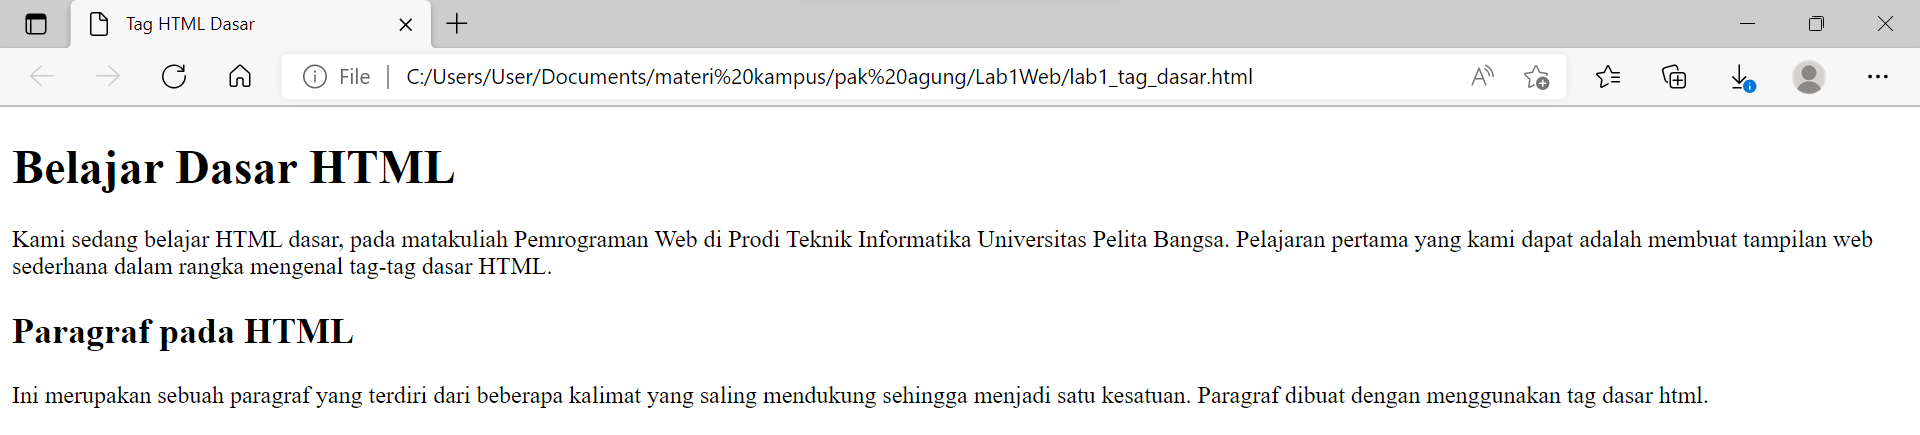 Tag HTML Dasar
File
C:/Users/User/Documents/materi%20kampus/pak%20agung/Lab1Web/lab1_tag_dasar.html
Belajar Dasar HTML
Kami sedang belajar HTML dasar, pada matakuliah Pemrograman Web di Prodi Teknik Informatika Universitas Pelita Bangsa. Pelajaran pertama yang kami dapat adalah membuat tampilan web
sederhana dalam rangka mengenal tag-tag dasar HTML.
Paragraf pada HTML
Ini merupakan sebuah paragraf yang terdiri dari beberapa kalimat yang saling mendukung sehingga menjadi satu kesatuan. Paragraf dibuat dengan menggunakan tag dasar html.